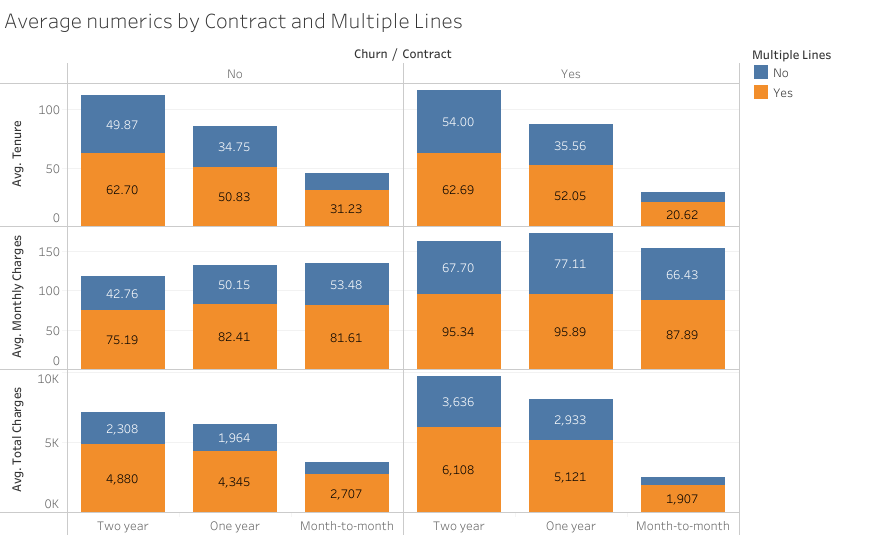 Average numerics by Contract and Multiple Lines
Churn / Contract
Multiple Lines
No
Yes
No
Yes
Avg. Tenure
100
50
0
49.87
34.75
54.00
35.56
62.70
50.83
31.23
62.69
52.05
20.62
Avg. Monthly Charges
150
100
50
0
42.76
50.15
53.48
67.70
77.11
66.43
75.19
82.41
81.61
95.34
95.89
87.89
Avg. Total Charges
10K
5K
0K
2,308
1,964
3,636
2,933
4,880
4,345
2,707
6,108
5,121
1,907
Two year
One year
Month-to-month
Two year
One year
Month-to-month